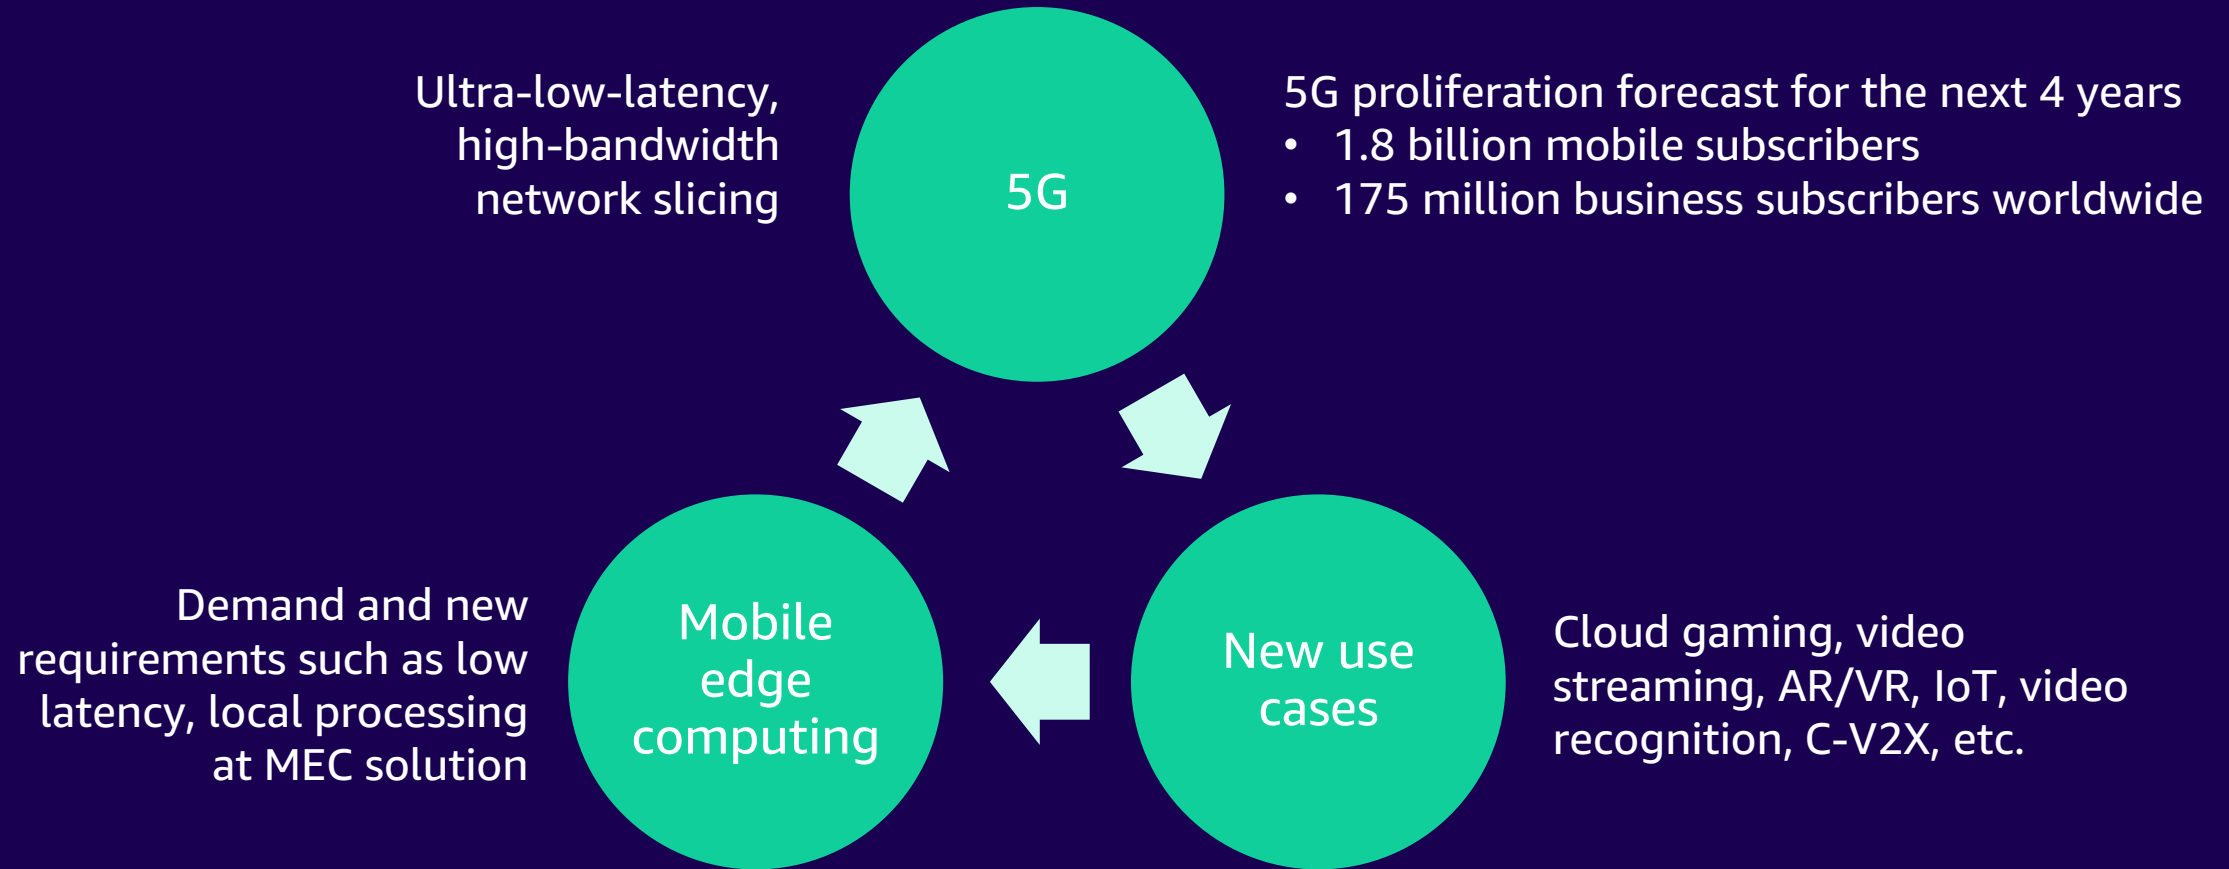 Ultra-low-latency,
high-bandwidth
network slicing
5G
5G proliferation forecast for the next 4 years
• 1.8 billion mobile subscribers
• 175 million business subscribers worldwide
Demand and new
requirements such as low
latency, local processing
at MEC solution
Mobile
edge
computing
New use
cases
Cloud gaming, video
streaming, AR/VR, IoT, video
recognition, C-V2X, etc.